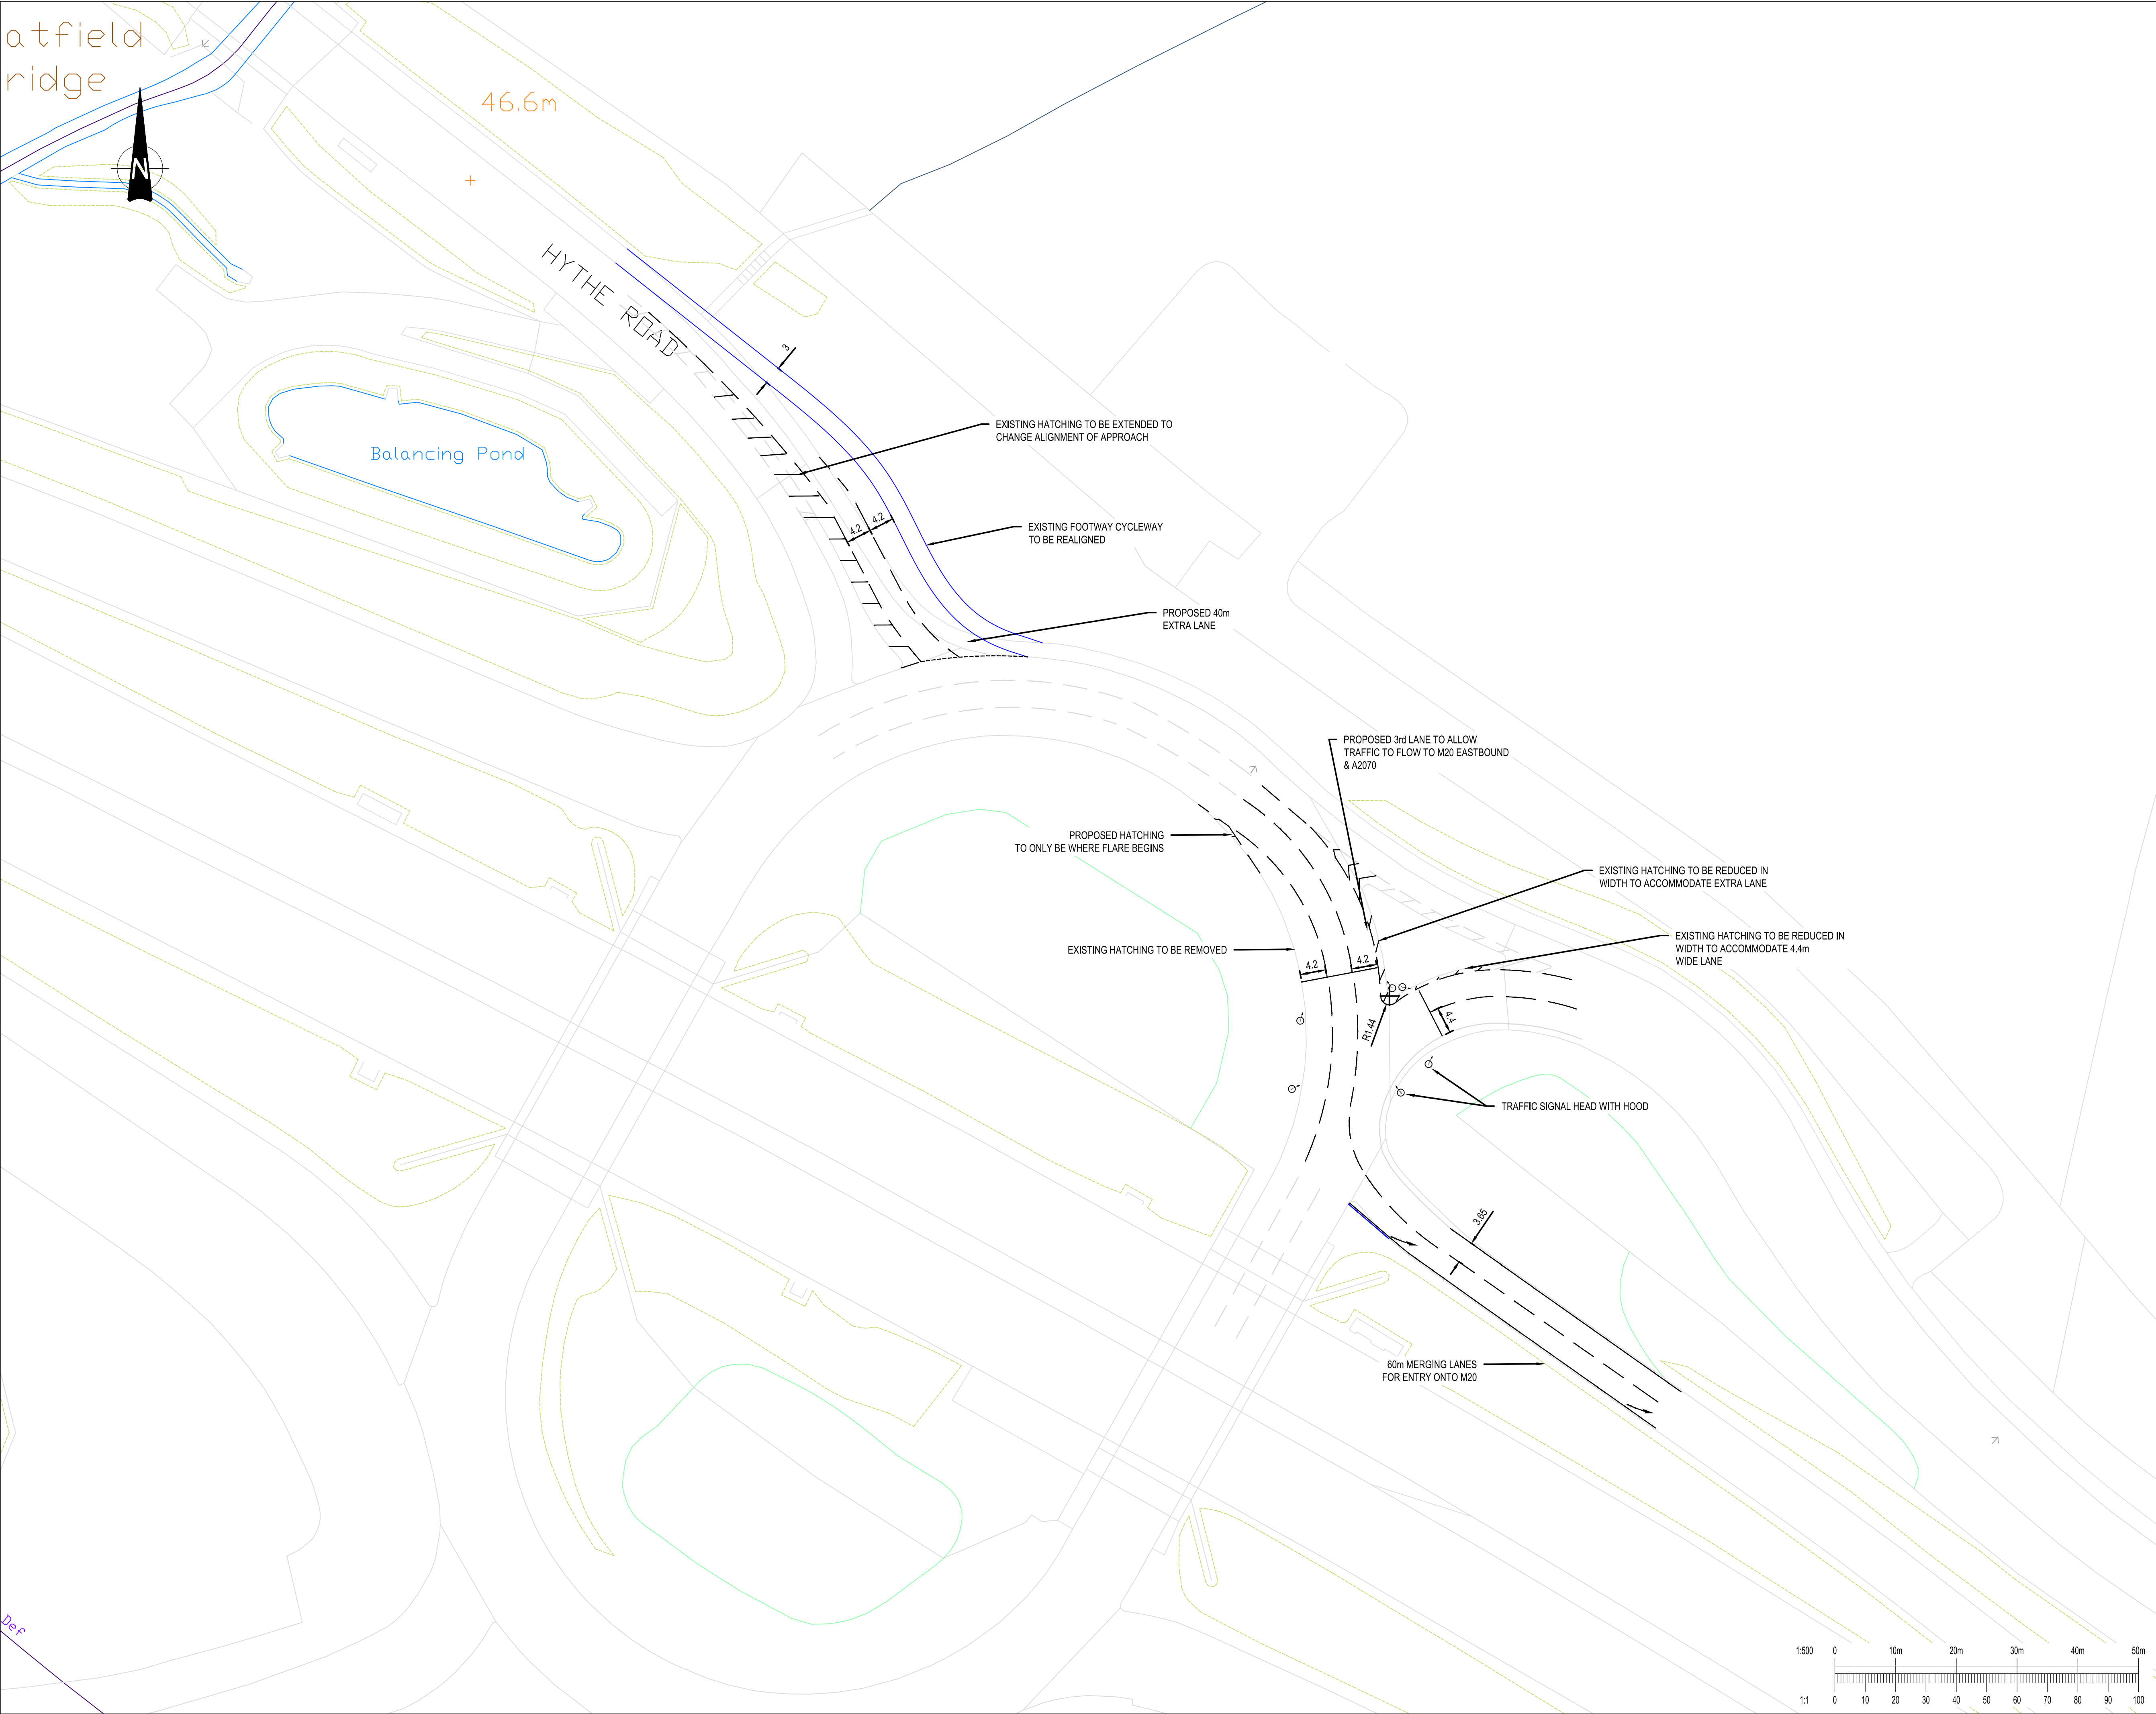 atfield
ridge
N
46.6m
HYTHE ROAD
3
Balancing Pond
EXISTING HATCHING TO BE EXTENDED TO
CHANGE ALIGNMENT OF APPROACH
4.2
4.2
EXISTING FOOTWAY CYCLEWAY
TO BE REALIGNED
PROPOSED 40m
EXTRA LANE
PROPOSED 3rd LANE TO ALLOW
TRAFFIC TO FLOW TO M20 EASTBOUND
& A2070
PROPOSED HATCHING
TO ONLY BE WHERE FLARE BEGINS
EXISTING HATCHING TO BE REDUCED IN
WIDTH TO ACCOMMODATE EXTRA LANE
EXISTING HATCHING TO BE REMOVED
EXISTING HATCHING TO BE REDUCED IN
WIDTH TO ACCOMMODATE 4.4m
WIDE LANE
4.2
4.2
R1.44
4.4
TRAFFIC SIGNAL HEAD WITH HOOD
3.65
60m MERGING LANES
FOR ENTRY ONTO M20
Def
1:500 0 10m 20m 30m 40m 50m
1:1 0 10 20 30 40 50 60 70 80 90 100